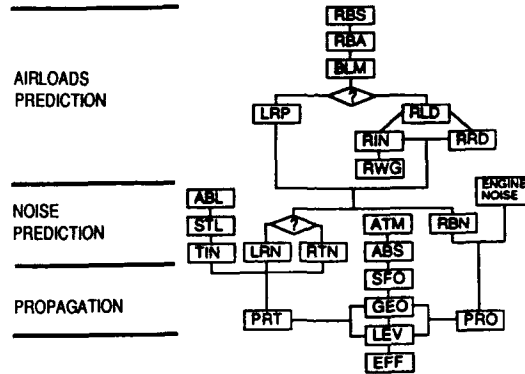 RBS
RBA
BLM
AIRLOADS
PREDICTION
?
LRP
RLD
RIN
RRD
RWG
ENGINE
NOISE
ABL
NOISE
PREDICTION
STL
?
ATM
RBN
TIN
LRN
RTN
ABS
SFO
PROPAGATION
GEO
PRT
PRO
LEV
EFF